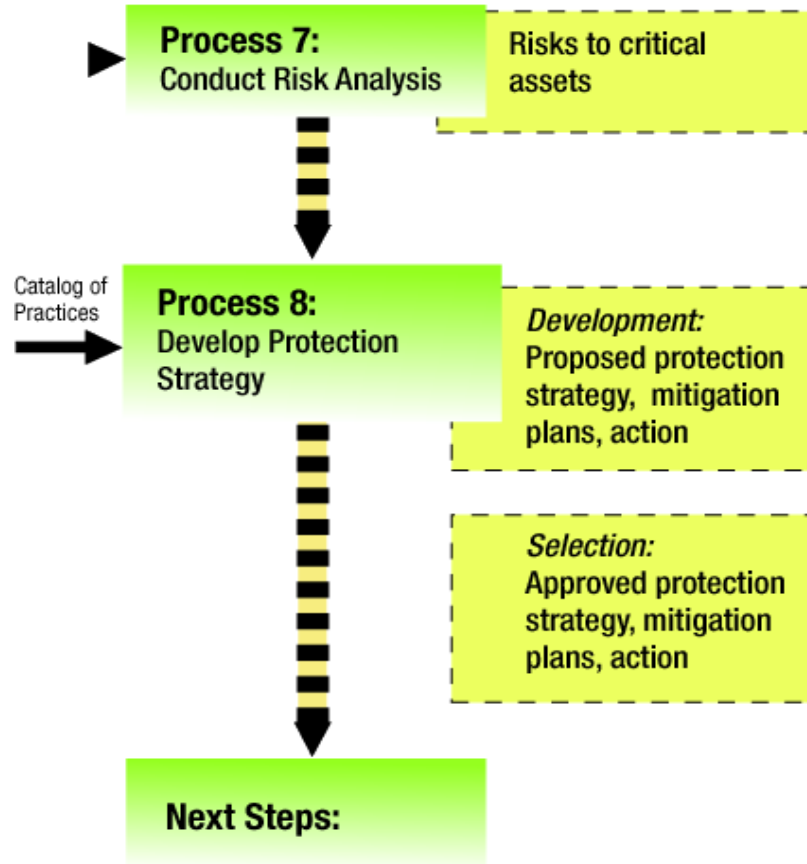 Process 7:
Conduct Risk Analysis
Risks to critical
assets
Catalog of
Practices
Process 8:
Develop Protection
Strategy
Development:
Proposed protection
strategy, mitigation
plans, action
Selection:
Approved protection
strategy, mitigation
plans, action
Next Steps: